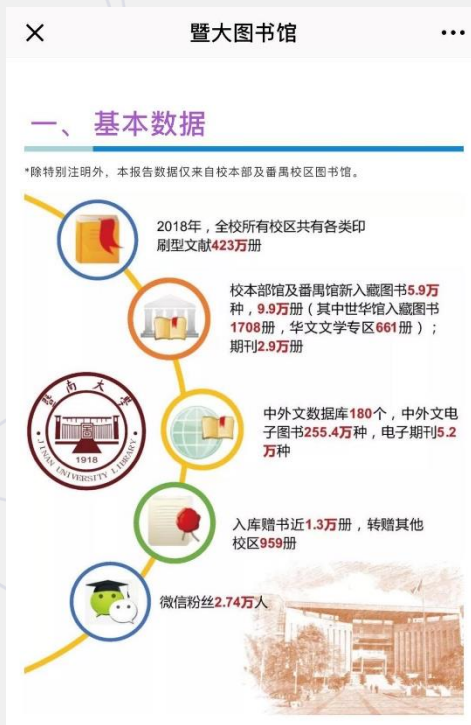 暨大图书馆
一、基本数据
*除特别注明外，本报告数据仅来自校本部及番禺校区图书馆。
2018年，全校所有校区共有各类印
刷型文献423万册
校本部馆及番禺馆新入藏图书5.9万
种，9.9万册（其中世华馆入藏图书
1708册，华文文学专区661册）；
期刊2.9万册
暨南大学
1918
JINAN UNIVERSITY LIBRARY
中外文数据库180个，中外文电
子图书255.4万种，电子期刊5.2
万种
入库赠书近1.3万册，转赠其他
校区959册
微信粉丝2.74万人